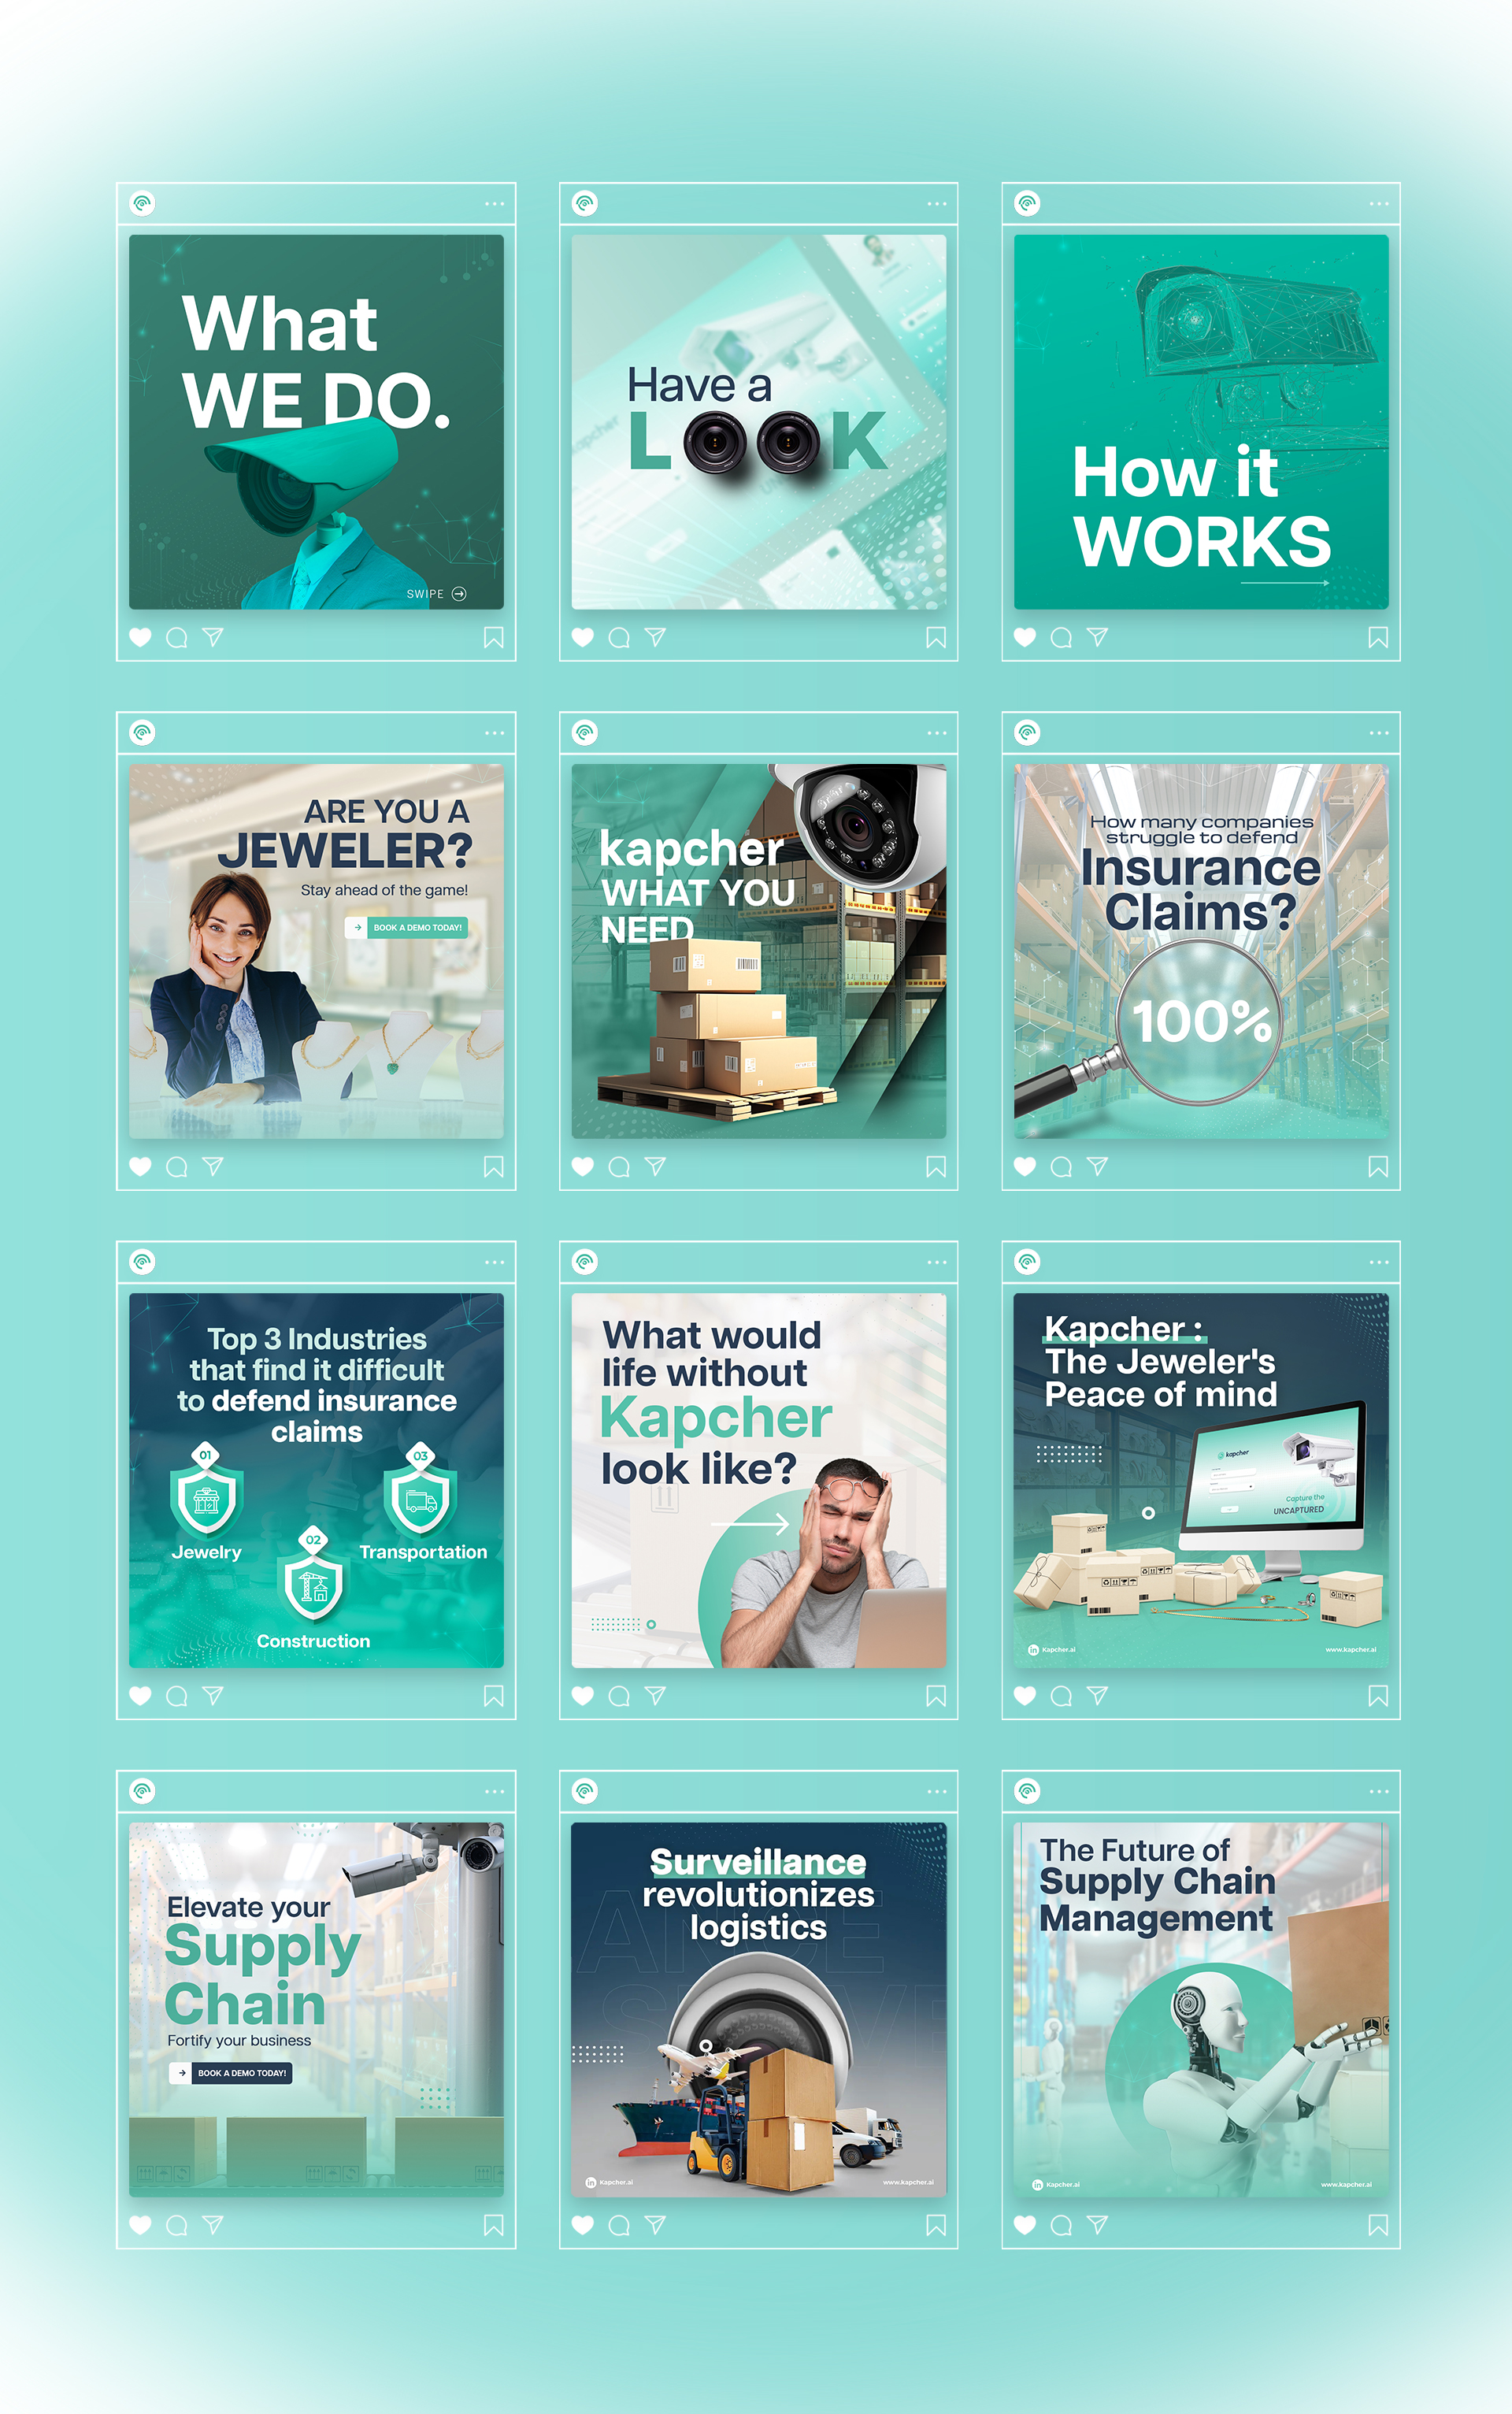 What
WE DO.
SWIPE
Have a
LOOK
How it
WORKS
ARE YOU A
JEWELER?
Stay ahead of the game!
BOOK A DEMO TODAY!
kapcher
WHAT YOU
NEED
How many companies
struggle to defend
Insurance
Claims?
100%
Top 3 Industries
that find it difficult
to defend insurance
claims
01
03
Jewelry
Transportation
02
Construction
What would
life without
Kapcher
look like?
Kapcher :
The Jeweler's
Peace of mind
kapcher
Capture the
UNCAPTURED
in Kapcher.ai
www.kapcher.ai
Elevate your
Supply
Chain
Fortify your business
BOOK A DEMO TODAY!
Surveillance
revolutionizes
logistics
ANCE
in Kapcher.ai
www.kapcher.ai
The Future of
Supply Chain
Management
in Kapcher.ai
www.kapcher.ai